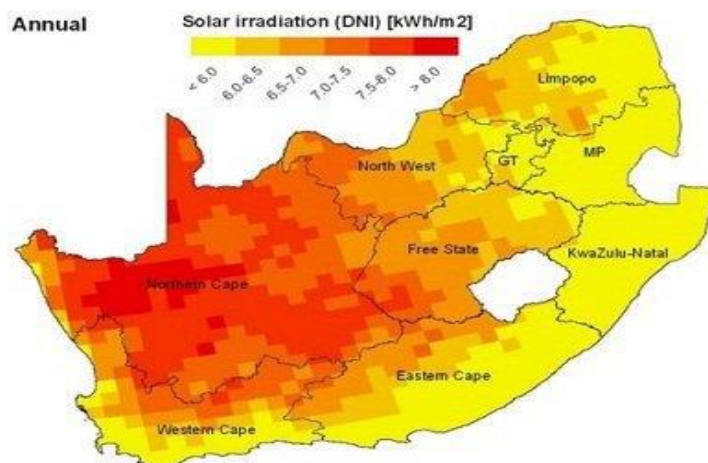 Annual
Solar irradiation (DNI) [kWh/m2]
< 6.0
6.0-6.5
6.5-7.0
7.0-7.5
7.5-8.0
> 8.0
Limpopo
North West
GT
MP
Free State
KwaZulu-Natal
Northern Cape
Eastern Cape
Western Cape